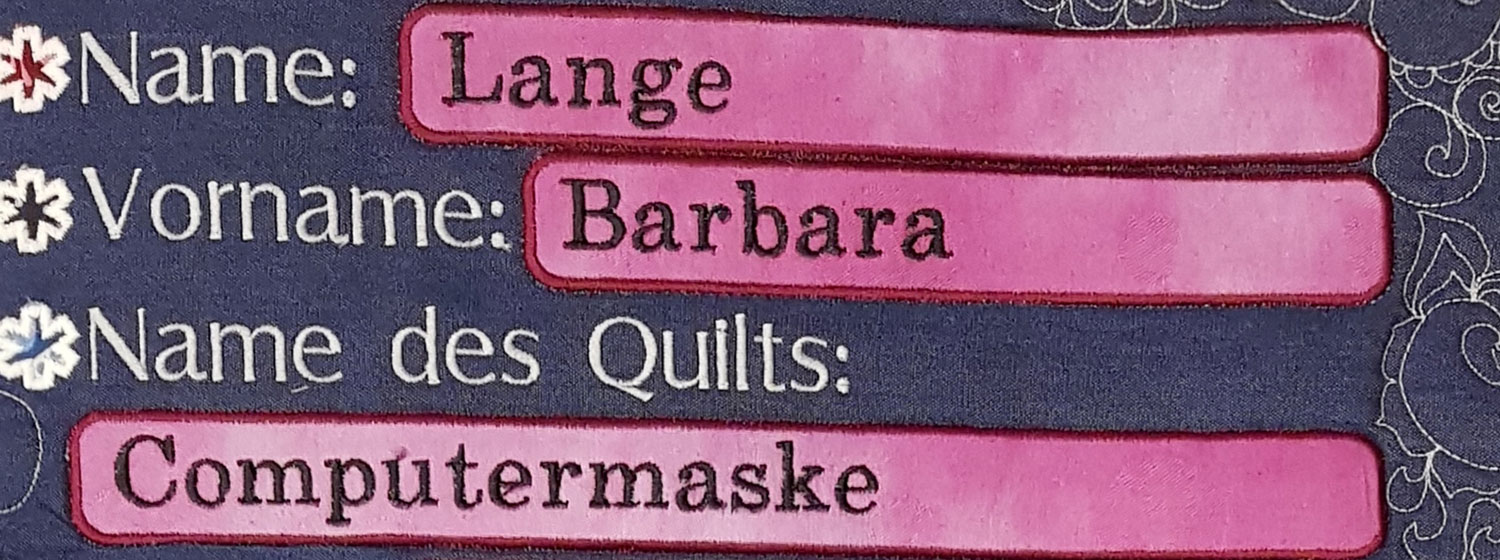 *Name: Lange
*Vorname: Barbara
*Name des Quilts:
Computermaske